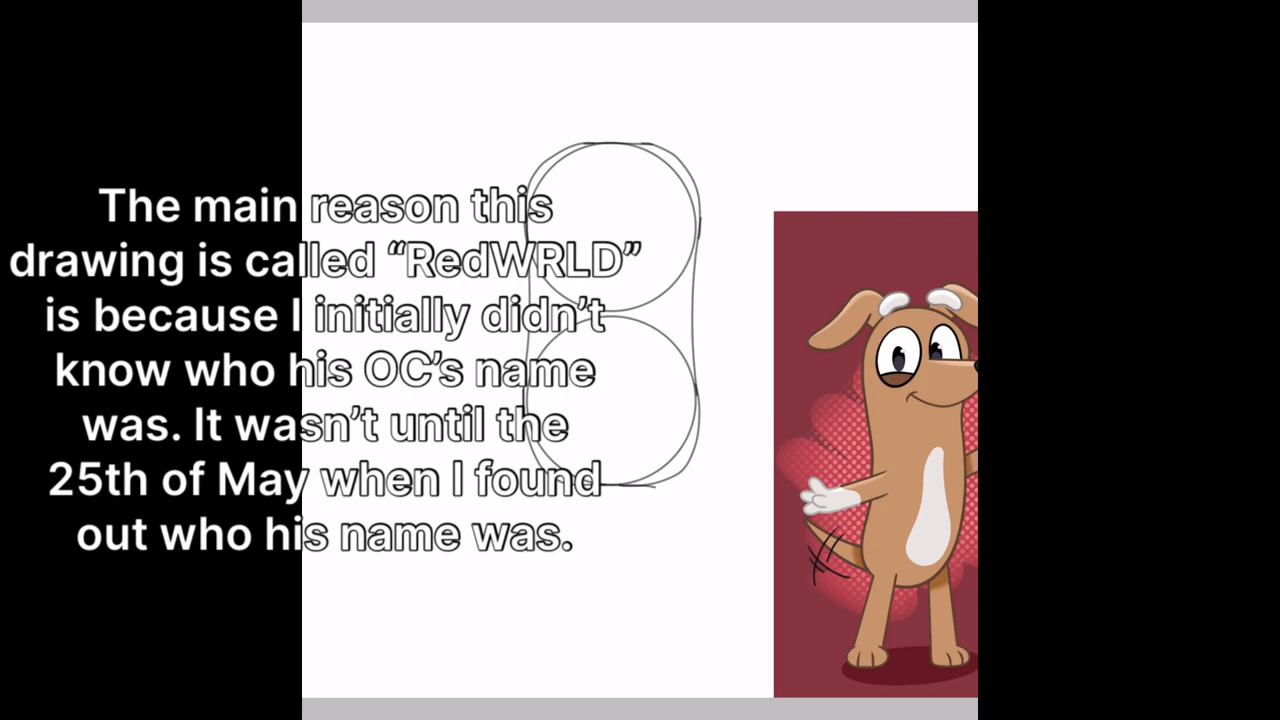 The main reason this
drawing is called “RedWRLD”
is because I initially didn’t
know who his OC’s name
was. It wasn’t until the
25th of May when I found
out who his name was.